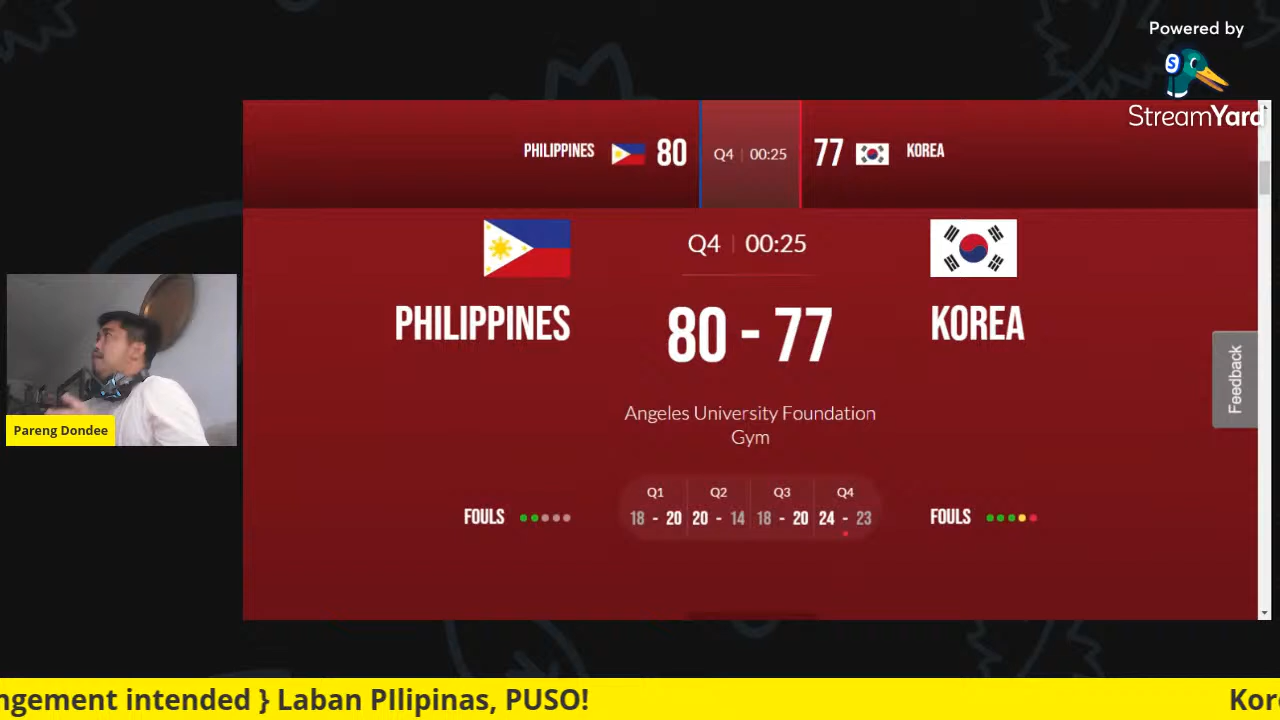 Powered by
StreamYard
PHILIPPINES 80 Q4 00:25 77 KOREA
Q4 00:25
PHILIPPINES 80 - 77 KOREA
Angeles University Foundation
Gym
Feedback
Q1 Q2 Q3 Q4
FOULS 18 - 20 20 - 14 18 - 20 24 - 23 FOULS
Pareng Dondee
ngement intended } Laban PIlipinas, PUSO! Kor